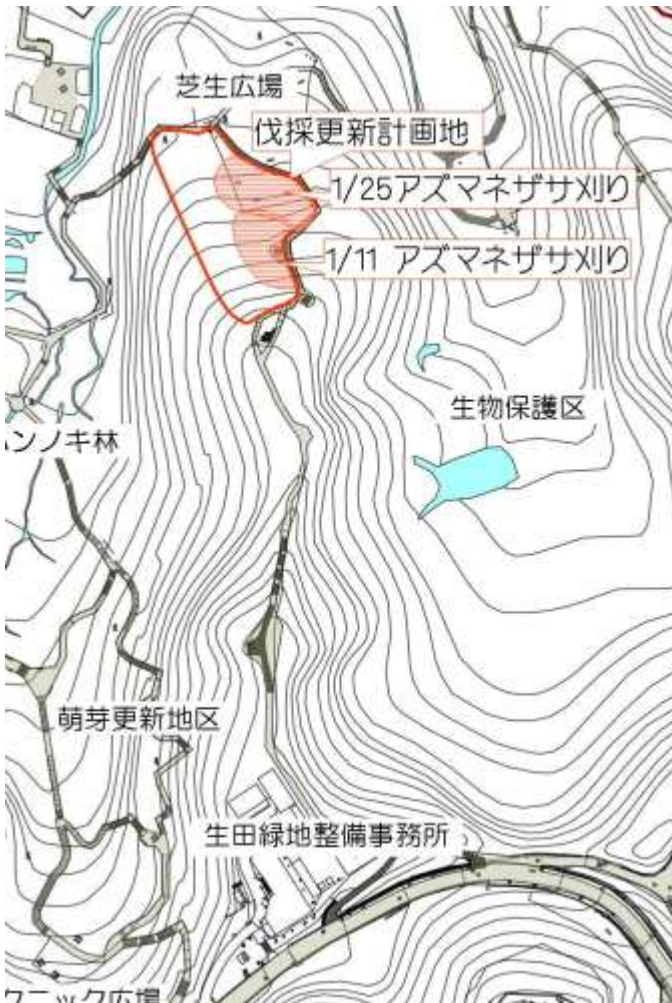 芝生広場
伐採更新計画地
1/25アズマネザサ刈り
1/11 アズマネザサ刈り
生物保護区
ンノキ林
萌芽更新地区
生田緑地整備事務所
クニック広場